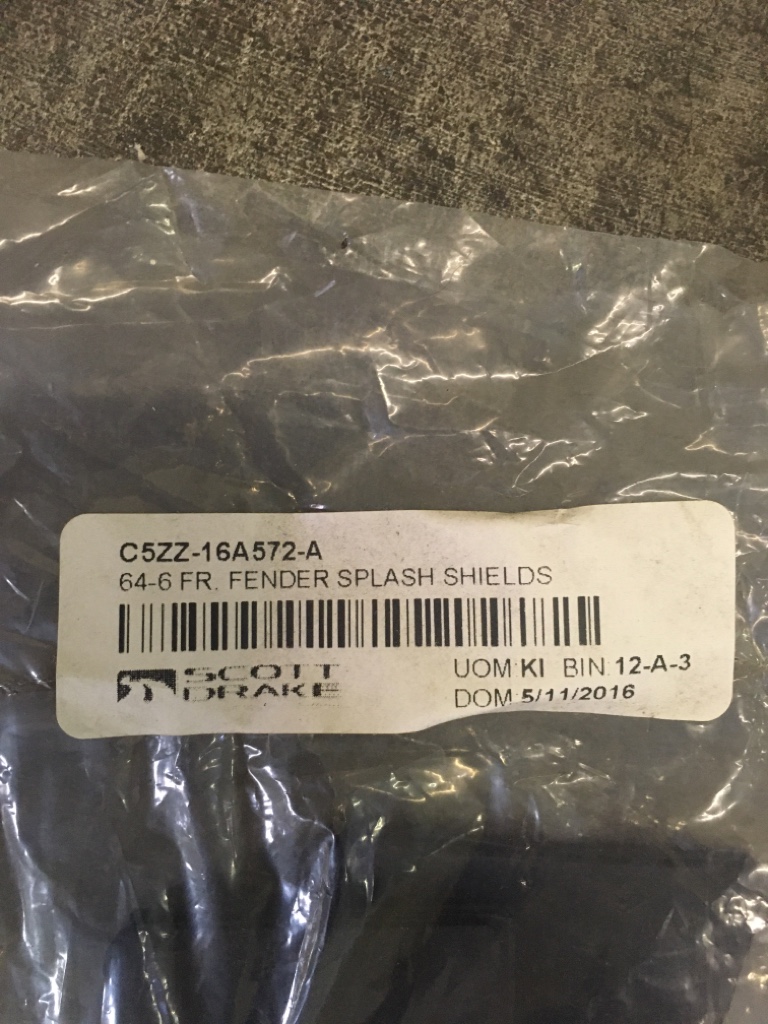 C5ZZ-16A572-A
64-6 FR. FENDER SPLASH SHIELDS
SCOTT
DRAKE
UOM:KI BIN:12-A-3
DOM:5/11/2016